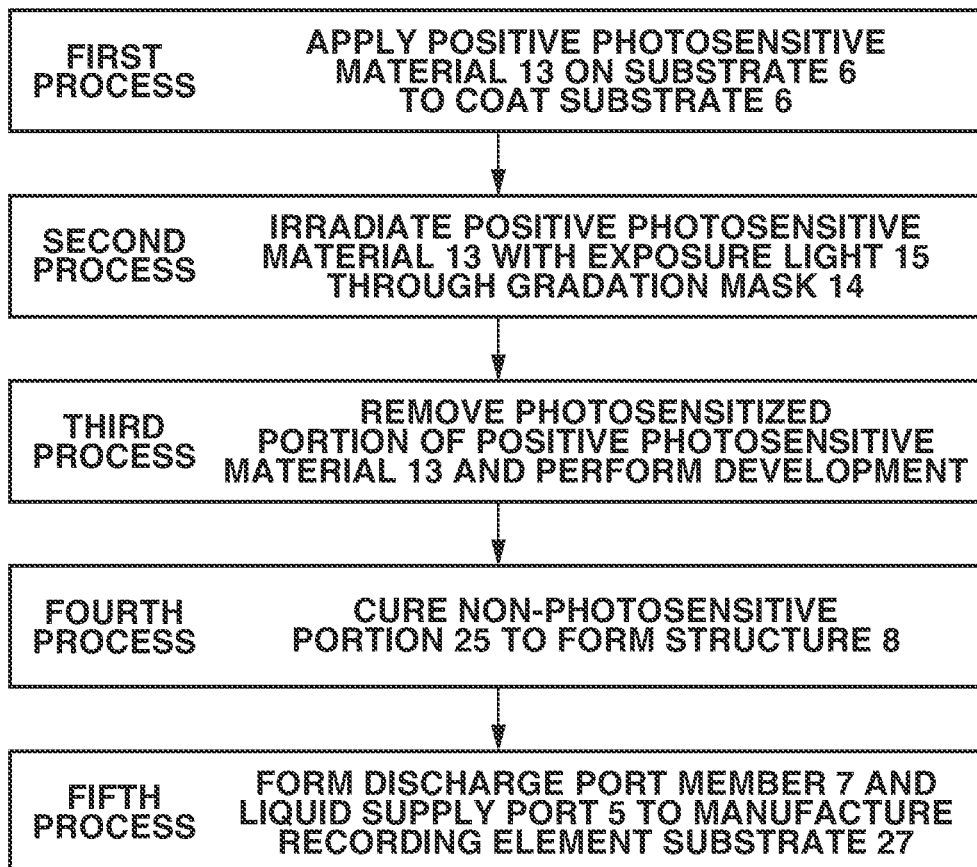 FIRST PROCESS
APPLY POSITIVE PHOTOSENSITIVE
MATERIAL 13 ON SUBSTRATE 6
TO COAT SUBSTRATE 6
SECOND PROCESS
IRRADIATE POSITIVE PHOTOSENSITIVE
MATERIAL 13 WITH EXPOSURE LIGHT 15
THROUGH GRADATION MASK 14
THIRD PROCESS
REMOVE PHOTOSENSITIZED
PORTION OF POSITIVE PHOTOSENSITIVE
MATERIAL 13 AND PERFORM DEVELOPMENT
FOURTH PROCESS
CURE NON-PHOTOSENSITIVE
PORTION 25 TO FORM STRUCTURE 8
FIFTH PROCESS
FORM DISCHARGE PORT MEMBER 7 AND
LIQUID SUPPLY PORT 5 TO MANUFACTURE
RECORDING ELEMENT SUBSTRATE 27